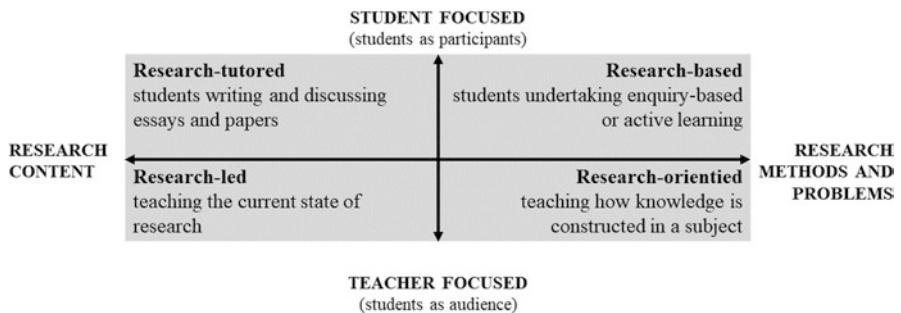 STUDENT FOCUSED
(students as participants)
Research-tutored
students writing and discussing
essays and papers
Research-based
students undertaking enquiry-based
or active learning
RESEARCH
CONTENT
RESEARCH
METHODS AND
PROBLEMS
Research-led
teaching the current state of
research
Research-orientied
teaching how knowledge is
constructed in a subject
TEACHER FOCUSED
(students as audience)